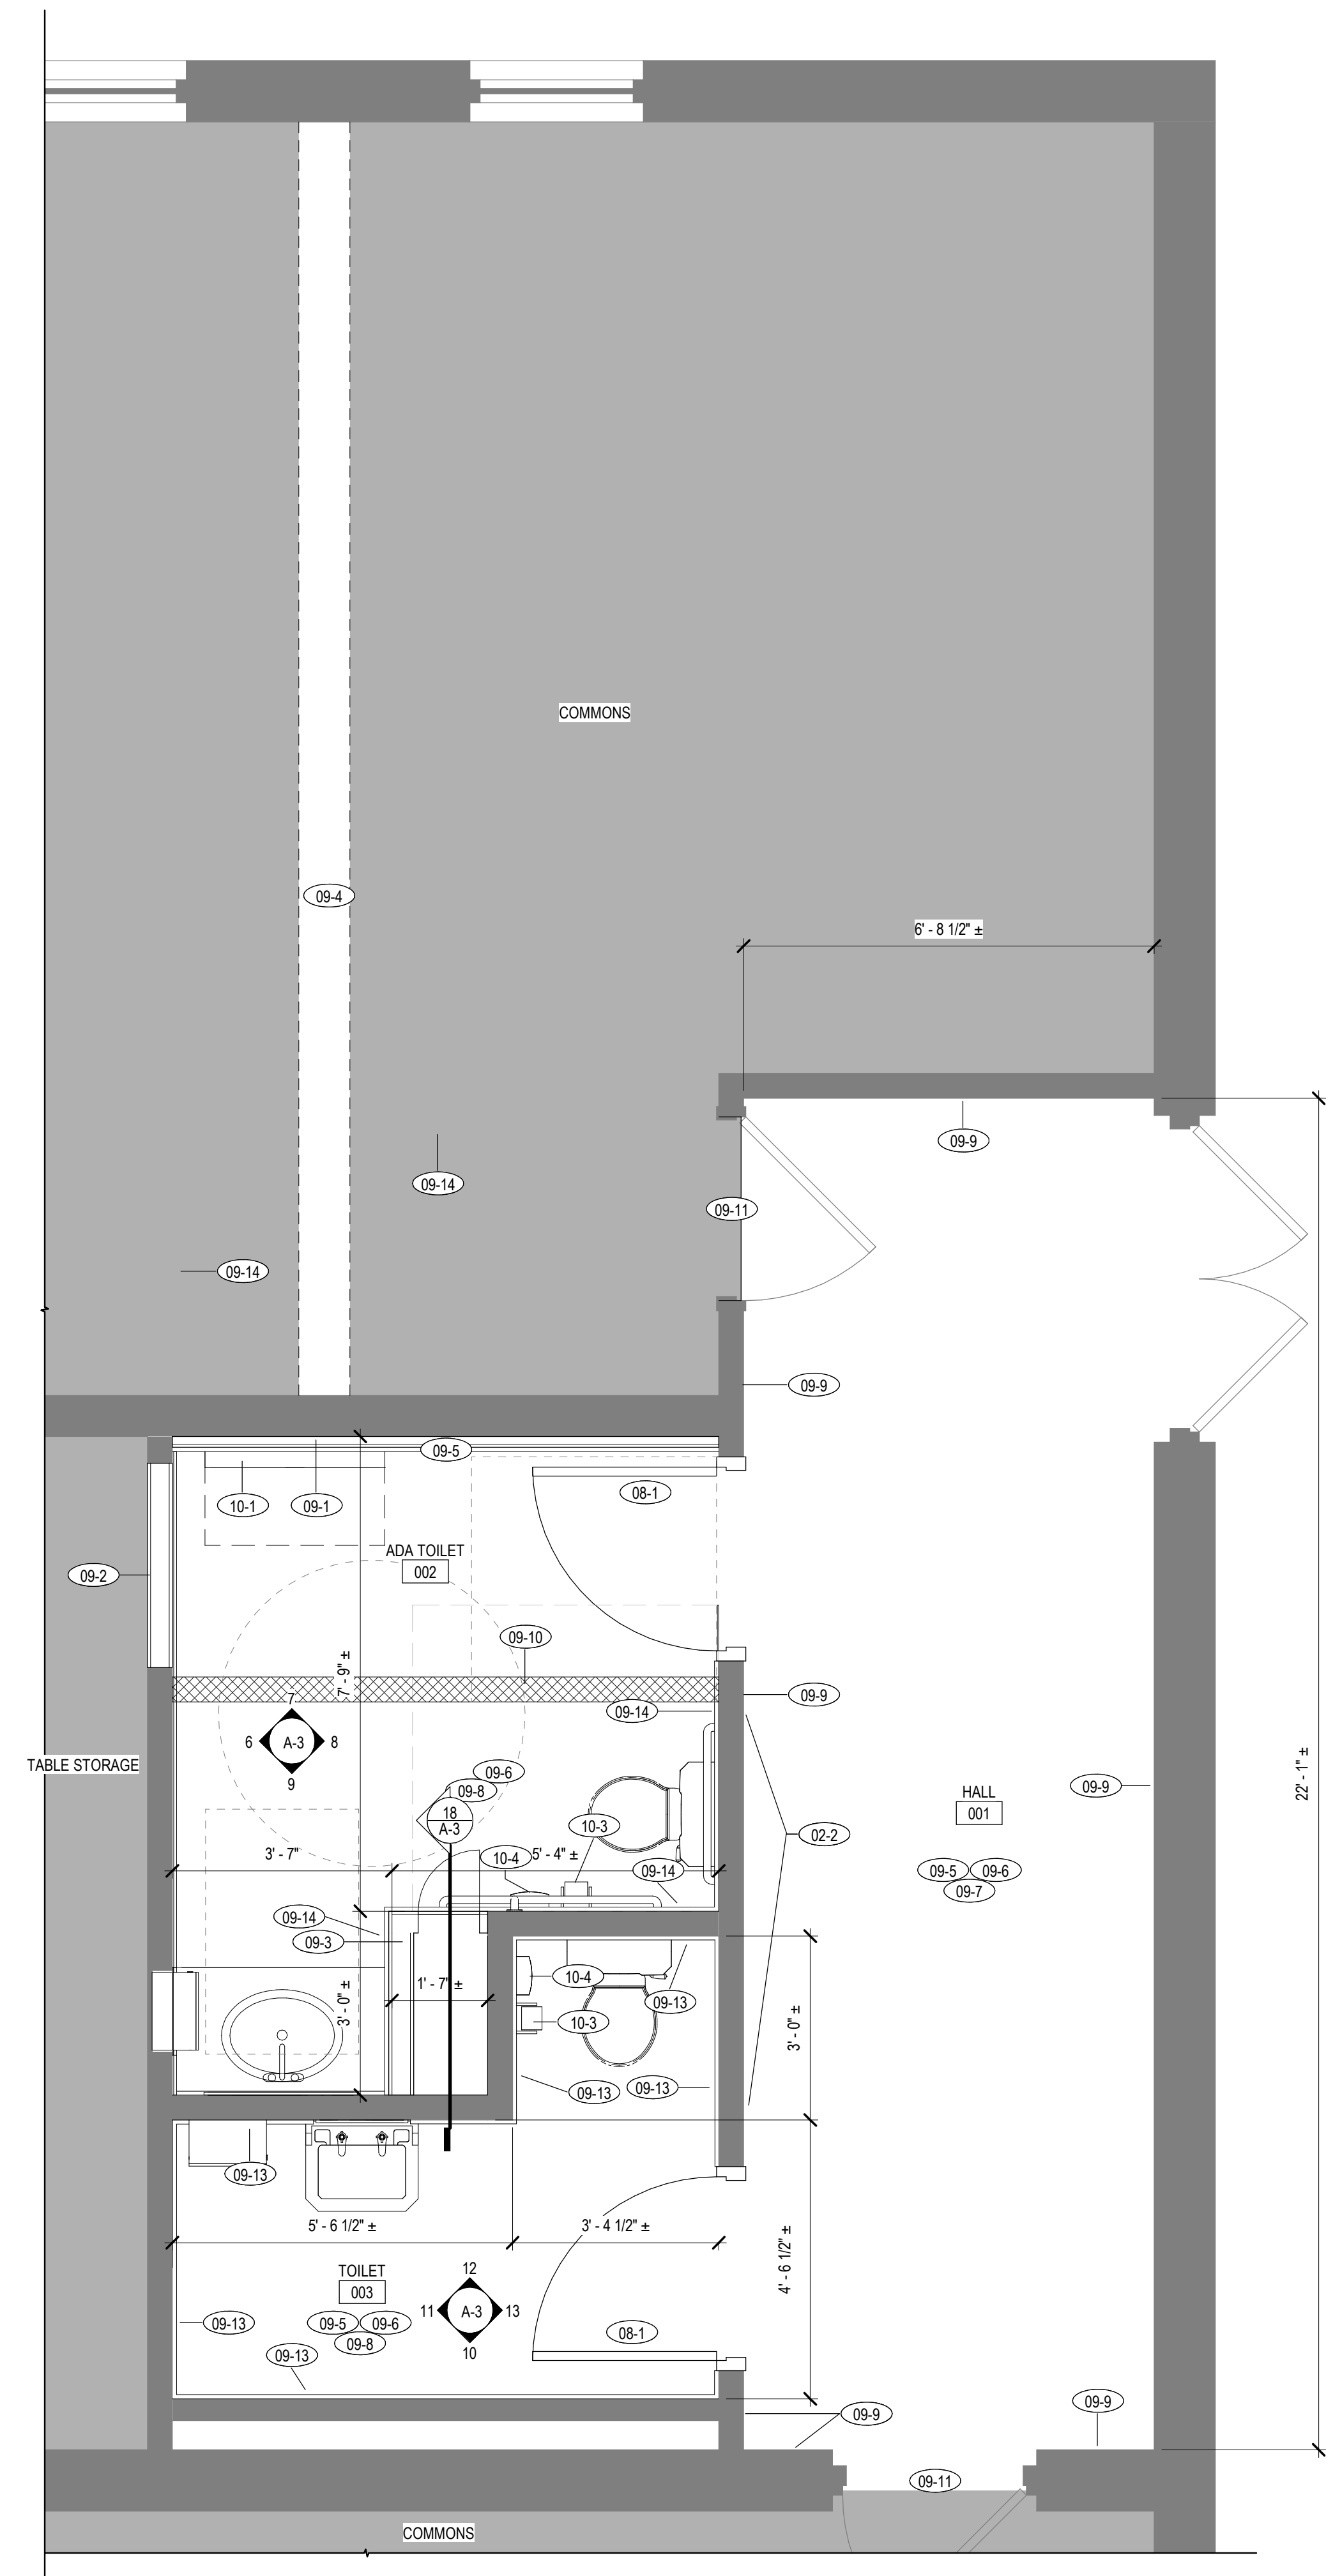 COMMONS
09-4
6' - 8 1/2" ±
09-9
09-14
09-11
09-14
09-9
09-5
10-1
09-1
08-1
ADA TOILET
002
09-2
09-10
7' - 9" ±
09-9
09-14
7
6
A-3
8
9
TABLE STORAGE
22' - 1" ±
09-6
09-8
18
A-3
10-3
HALL
001
09-9
02-2
3' - 7"
10-4
5' - 4" ±
09-14
09-5
09-6
09-7
09-14
09-3
1' - 7" ±
3' - 0" ±
10-4
09-13
10-3
3' - 0" ±
09-13
09-13
09-13
5' - 6 1/2" ±
3' - 4 1/2" ±
4' - 6 1/2" ±
TOILET
003
12
11
A-3
13
10
09-13
09-5
09-6
09-8
09-13
08-1
09-9
09-9
09-11
COMMONS